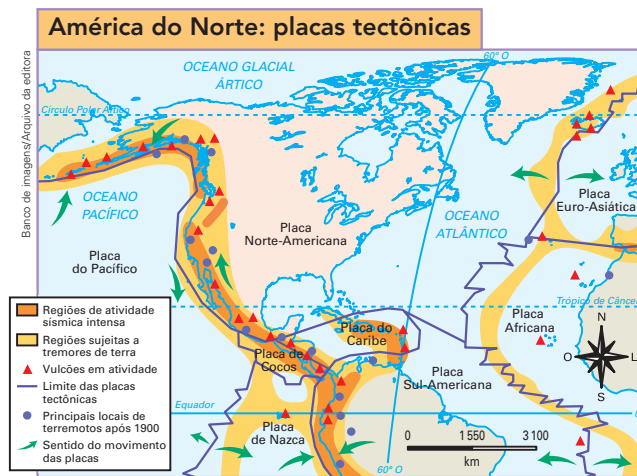 América do Norte: placas tectônicas
Banco de imagens/Arquivo da editora
60° O
OCEANO GLACIAL
ÁRTICO
Círculo Polar Ártico
OCEANO
PACÍFICO
Placa
do Pacífico
Placa
Norte-Americana
OCEANO
ATLÂNTICO
Placa
Euro-Asiática
Trópico de Cânce
Placa
Africana
Placa do
Caribe
Placa de
Cocos
Placa
Sul-Americana
Equador
Placa
de Nazca
0°
60° O
N
O
L
S
0
1 550
3 100
km
Regiões de atividade
sísmica intensa
Regiões sujeitas a
tremores de terra
Vulcões em atividade
Limite das placas
tectônicas
Principais locais de
terremotos após 1900
Sentido do movimento
das placas